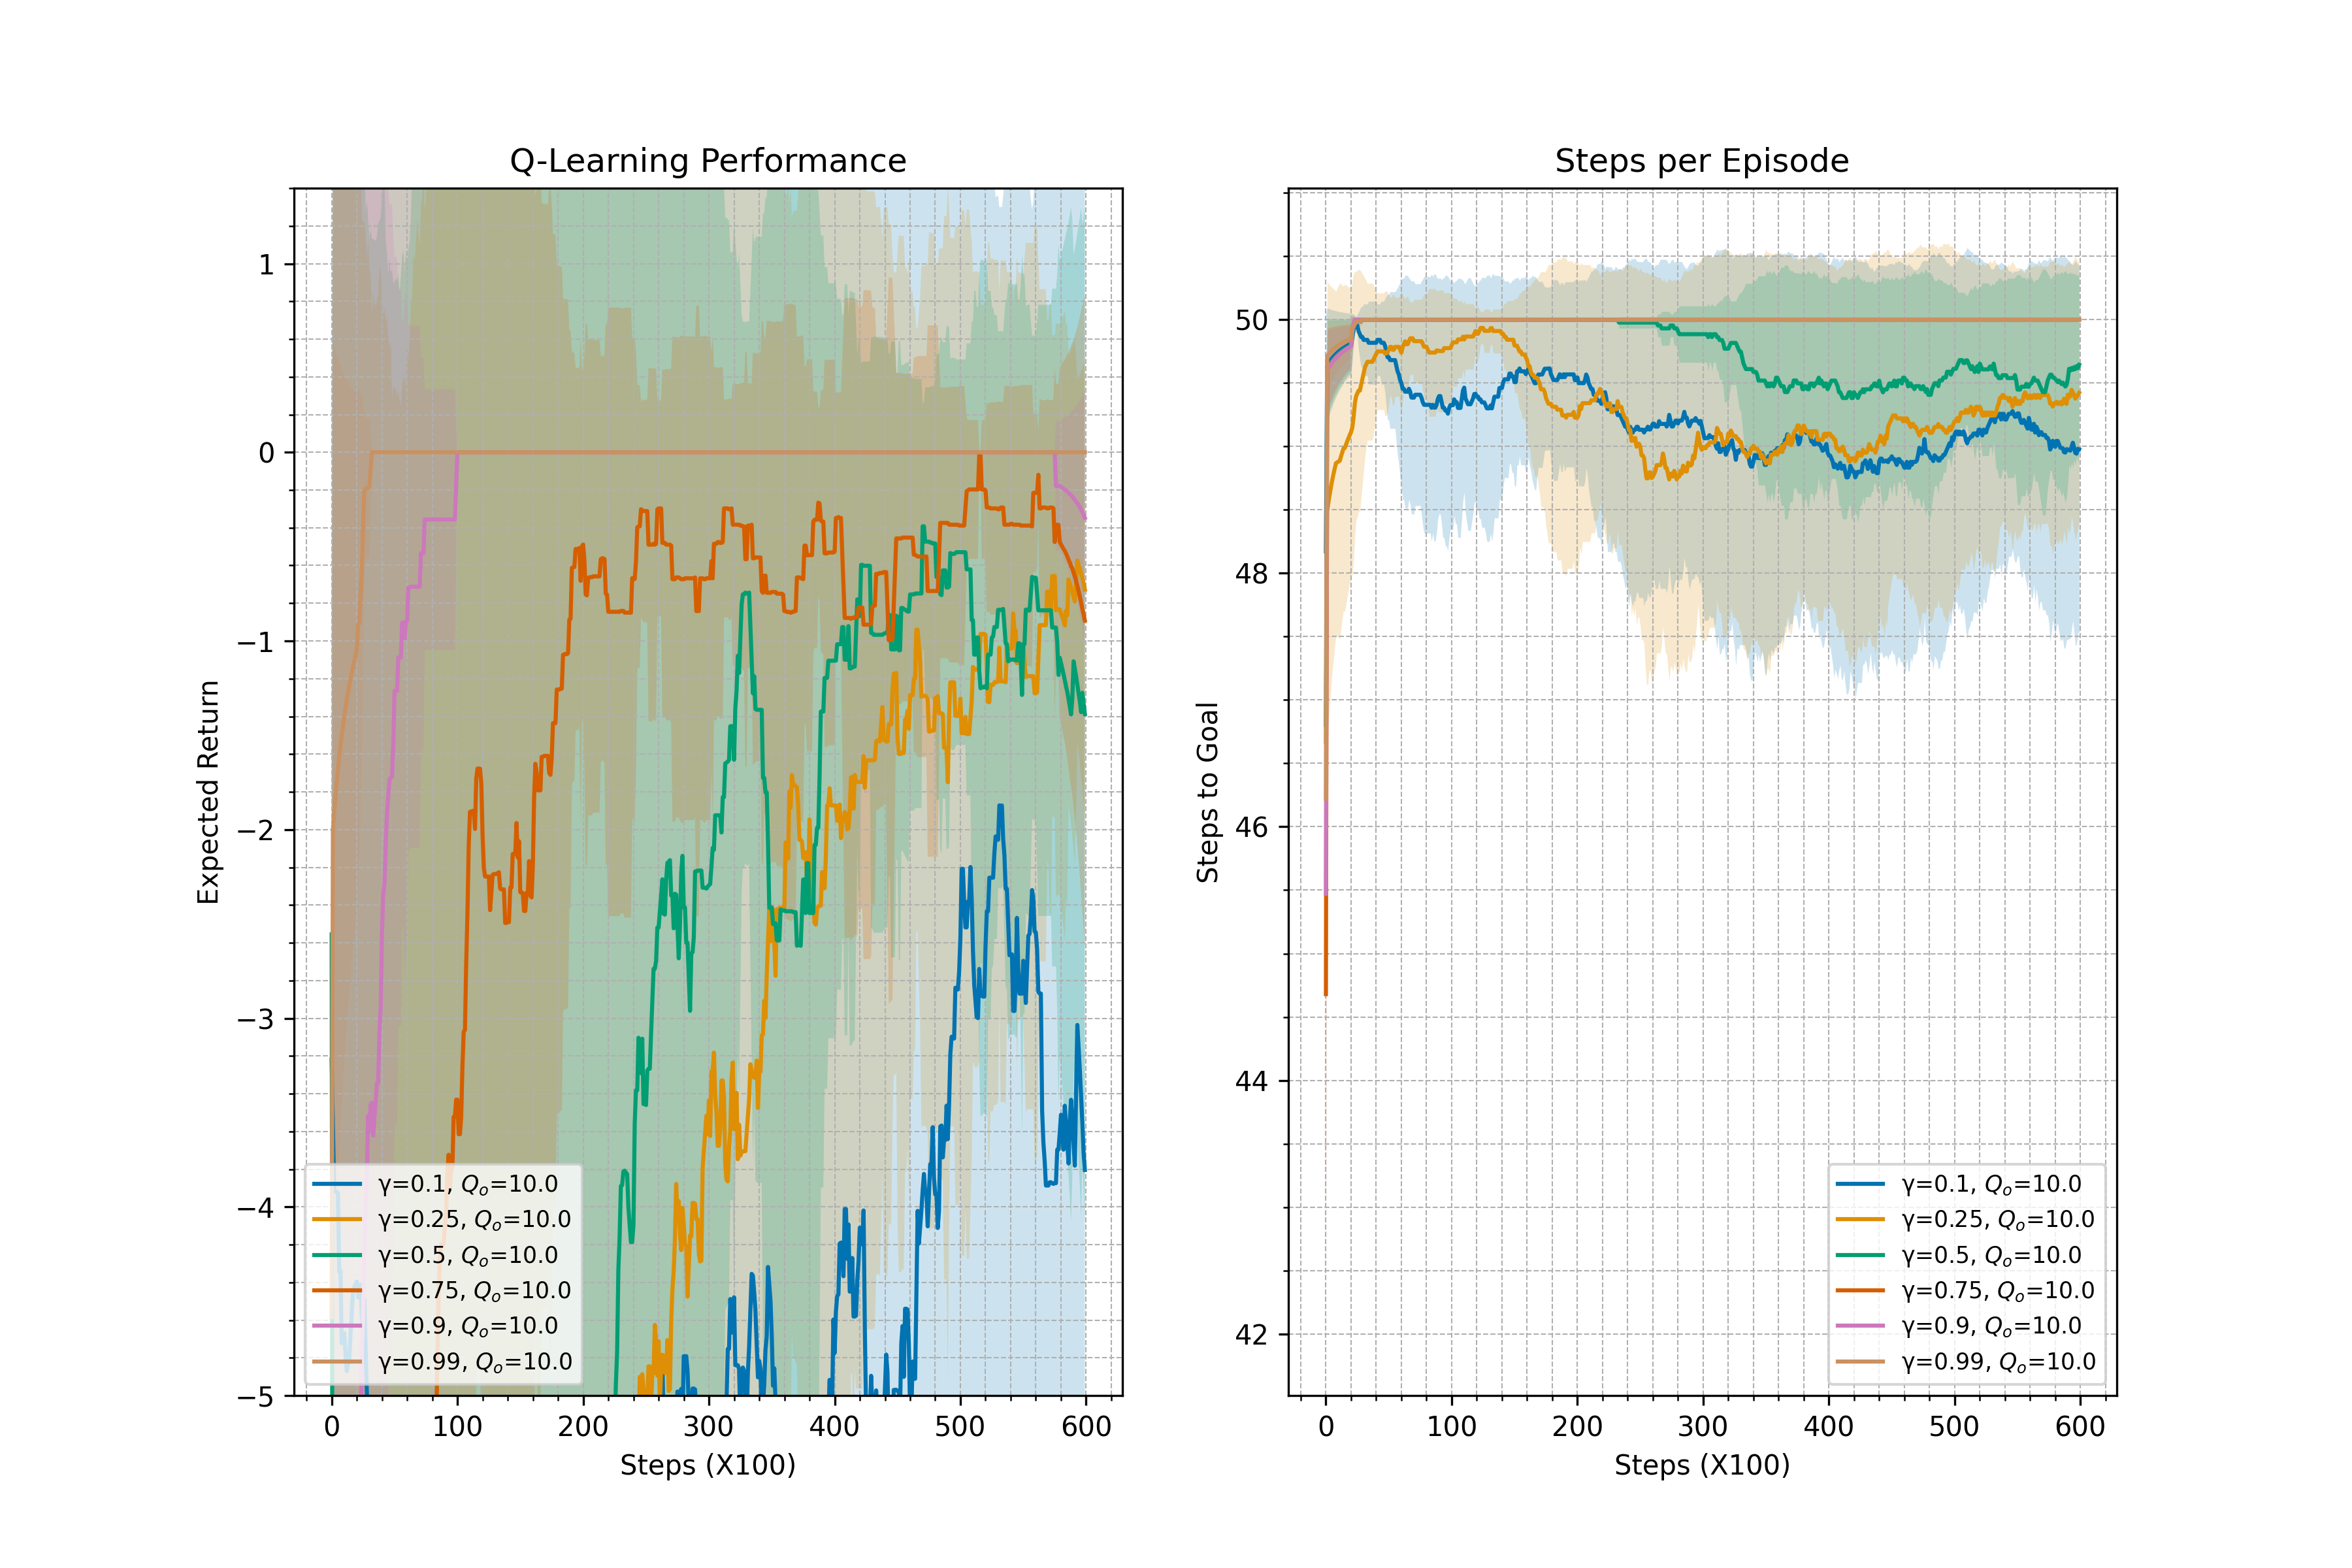 Q-Learning Performance
1
0
−1
−2
−3
−4
−5
Expected Return
γ=0.1, Qo=10.0
γ=0.25, Qo=10.0
γ=0.5, Qo=10.0
γ=0.75, Qo=10.0
γ=0.9, Qo=10.0
γ=0.99, Qo=10.0
0 100 200 300 400 500 600
Steps (X100)
Steps per Episode
50
48
46
44
42
Steps to Goal
γ=0.1, Qo=10.0
γ=0.25, Qo=10.0
γ=0.5, Qo=10.0
γ=0.75, Qo=10.0
γ=0.9, Qo=10.0
γ=0.99, Qo=10.0
0 100 200 300 400 500 600
Steps (X100)